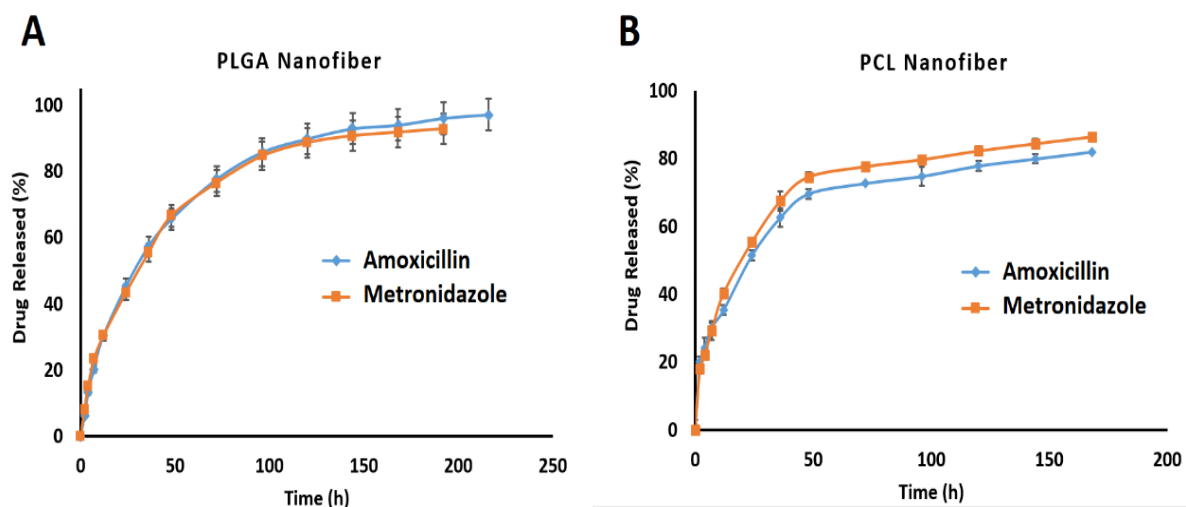 A
PLGA Nanofiber
Drug Released (%)
100
80
60
40
20
0
Amoxicillin
Metronidazole
0 50 100 150 200 250
Time (h)
B
PCL Nanofiber
Drug Released (%)
100
80
60
40
20
0
Amoxicillin
Metronidazole
0 50 100 150 200
Time (h)